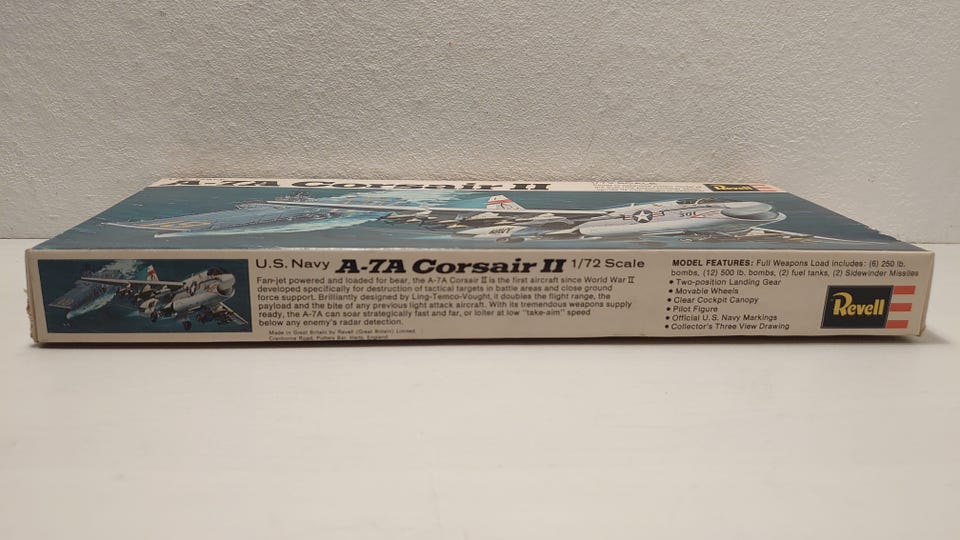 A-7A Corsair II
Revell
301
NAVY
U.S. Navy A-7A Corsair II 1/72 Scale
Fan-jet powered and loaded for bear, the A-7A Corsair II is the first aircraft since World War II
developed specifically for destruction of tactical targets in battle areas and close ground
force support. Brilliantly designed by Ling-Temco-Vought, it doubles the flight range, the
payload and the bite of any previous light attack aircraft. With its tremendous weapons supply
ready, the A-7A can soar strategically fast and far, or loiter at low "take-aim" speed
below any enemy's radar detection.
Made in Great Britain by Revell (Great Britain) Limited
Cranborne Road, Potters Bar, Herts, England
MODEL FEATURES: Full Weapons Load includes: (6) 250 lb.
bombs, (12) 500 lb. bombs, (2) fuel tanks, (2) Sidewinder Missiles
• Two-position Landing Gear
• Movable Wheels
• Clear Cockpit Canopy
• Pilot Figure
• Official U.S. Navy Markings
• Collector's Three View Drawing
Revell